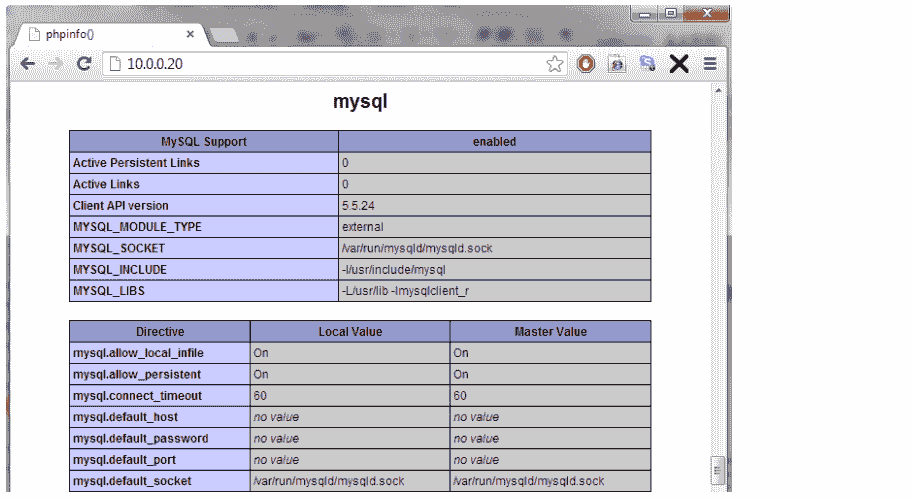 phpinfo()
10.0.0.20
mysql
MySQL Support enabled
Active Persistent Links 0
Active Links 0
Client API version 5.5.24
MYSQL_MODULE_TYPE external
MYSQL_SOCKET /var/run/mysqld/mysqld.sock
MYSQL_INCLUDE -I/usr/include/mysql
MYSQL_LIBS -L/usr/lib -lmysqlclient_r
Directive Local Value Master Value
mysql.allow_local_infile On On
mysql.allow_persistent On On
mysql.connect_timeout 60 60
mysql.default_host no value no value
mysql.default_password no value no value
mysql.default_port no value no value
mysql.default_socket /var/run/mysqld/mysqld.sock /var/run/mysqld/mysqld.sock